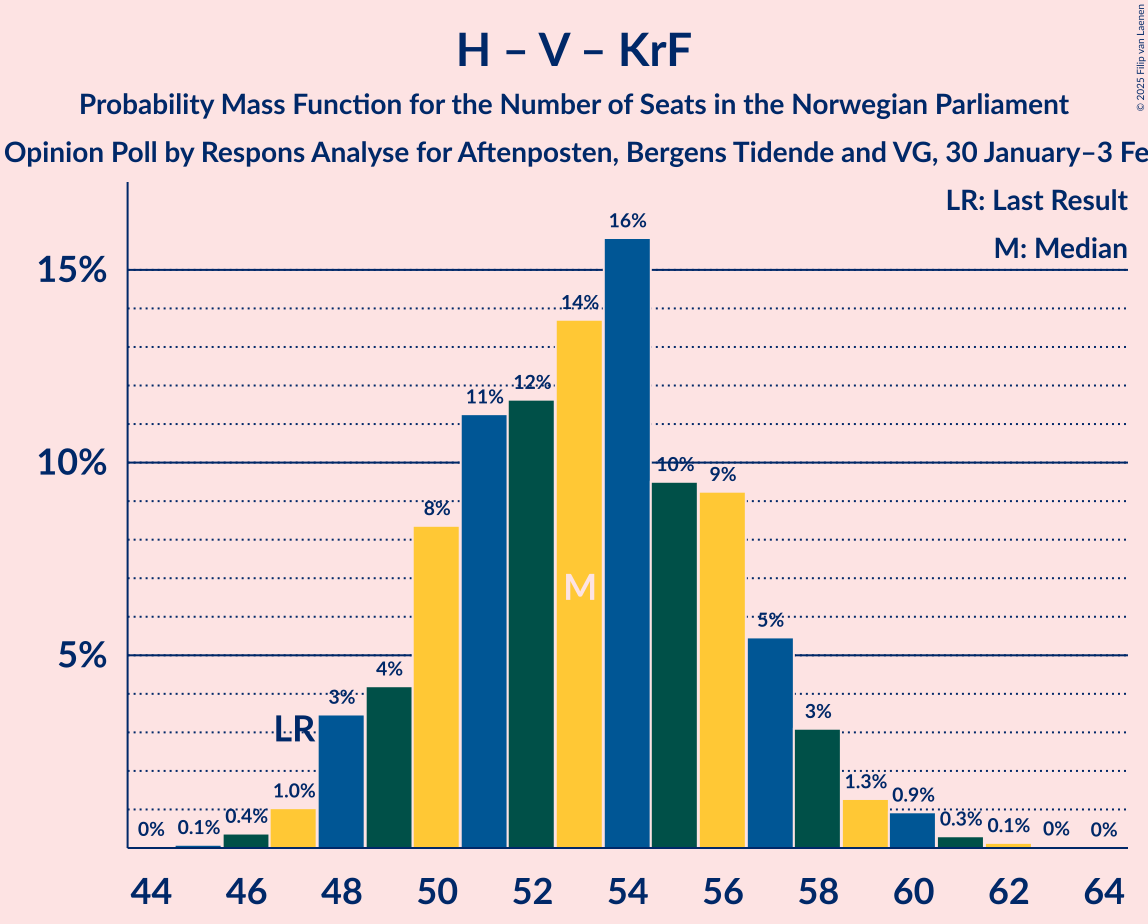 H – V – KrF
Probability Mass Function for the Number of Seats in the Norwegian Parliament
Opinion Poll by Respons Analyse for Aftenposten, Bergens Tidende and VG, 30 January–3 Fe
© 2025 Filip van Laenen
LR: Last Result
M: Median
15%
10%
5%
0%
0.1%
0.4%
1.0%
3%
4%
8%
11%
12%
14%
16%
10%
9%
5%
3%
1.3%
0.9%
0.3%
0.1%
0%
0%
LR
M
44 46 48 50 52 54 56 58 60 62 64